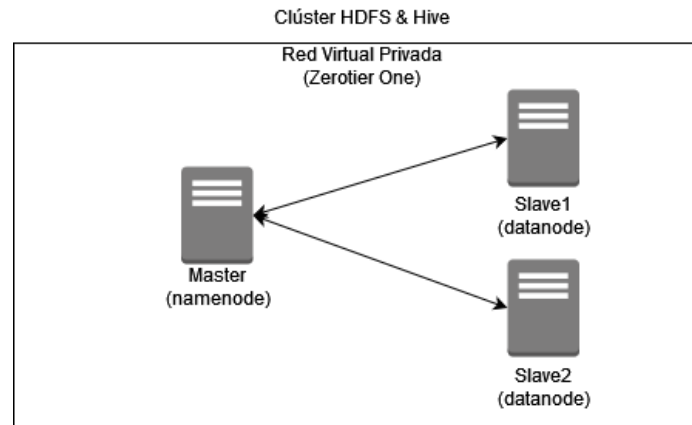 Clúster HDFS & Hive
Red Virtual Privada
(Zerotier One)
Master
(namenode)
Slave1
(datanode)
Slave2
(datanode)